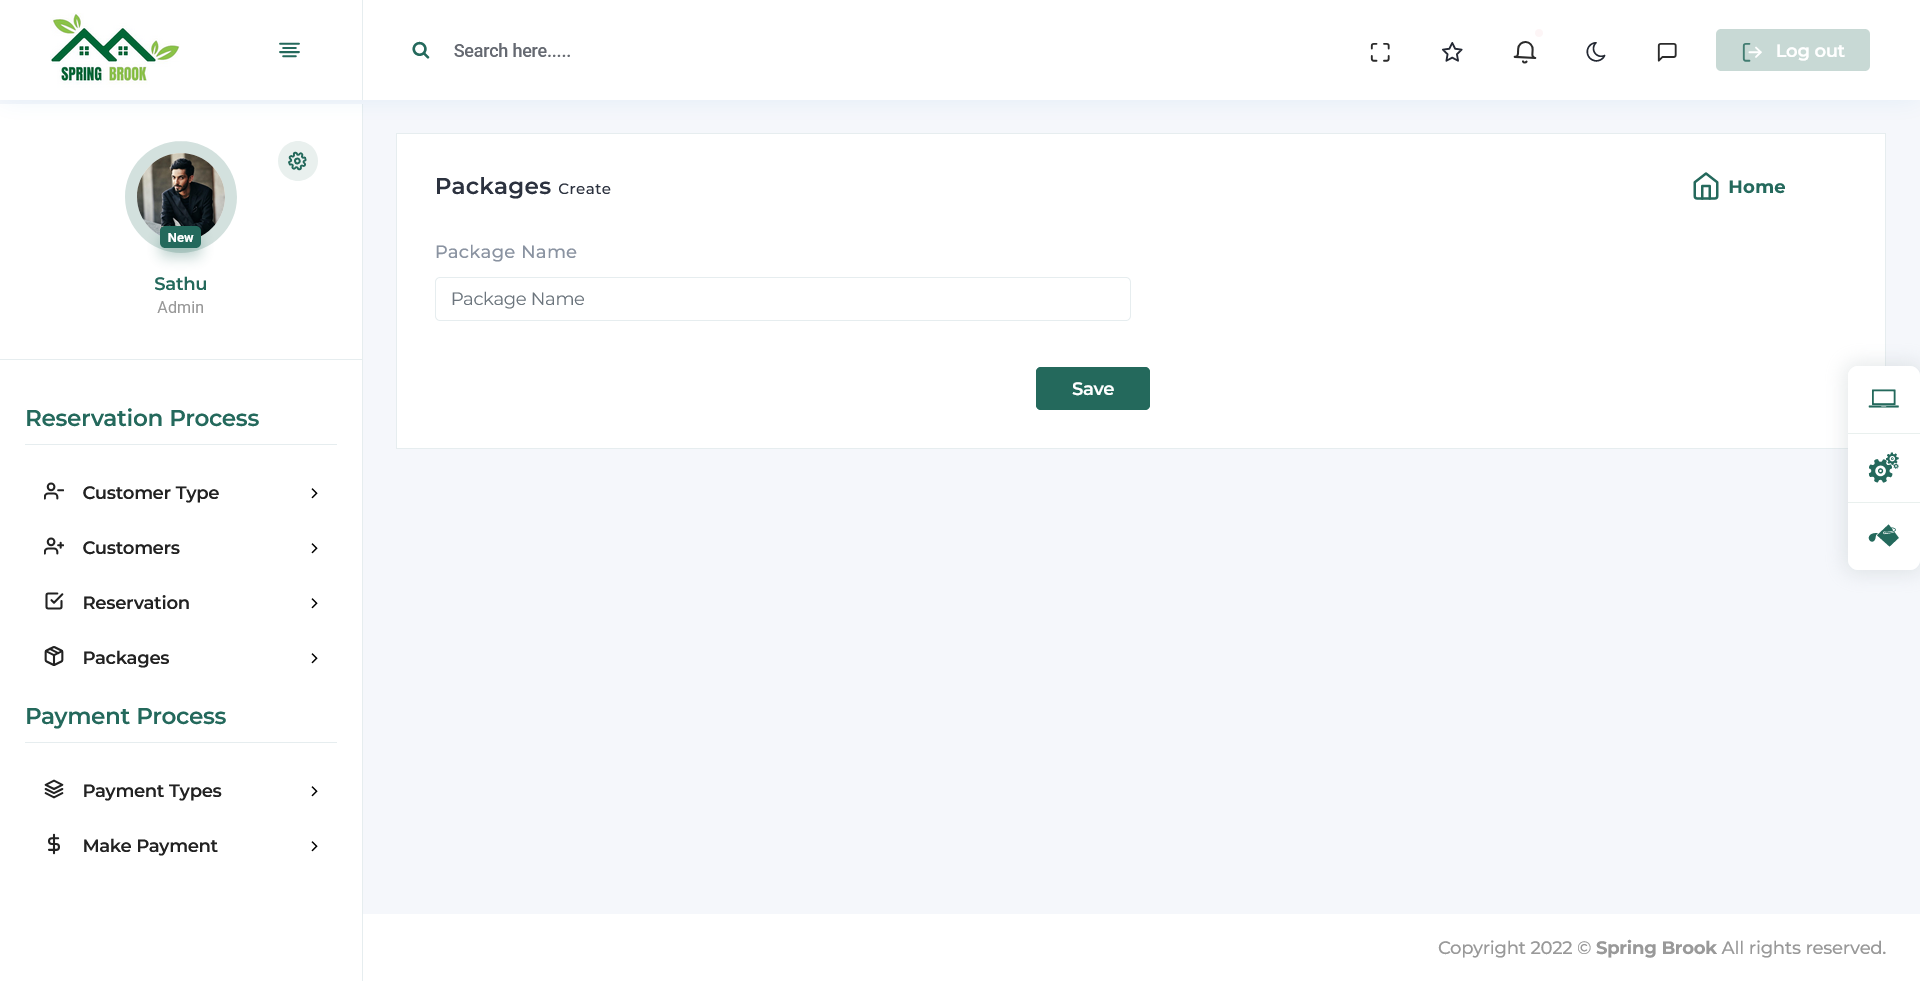 SPRING BROOK
Search here.....
Log out
New
Sathu
Admin
Packages Create
Home
Package Name
Package Name
Save
Reservation Process
Customer Type
Customers
Reservation
Packages
Payment Process
Payment Types
Make Payment
Copyright 2022 © Spring Brook All rights reserved.